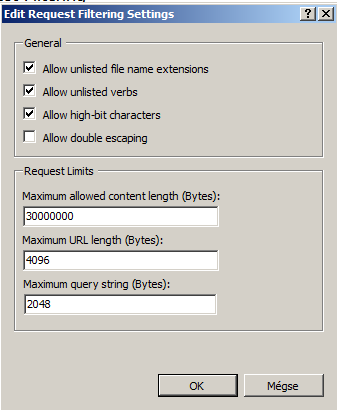 Edit Request Filtering Settings
General
Allow unlisted file name extensions
Allow unlisted verbs
Allow high-bit characters
Allow double escaping
Request Limits
Maximum allowed content length (Bytes):
30000000
Maximum URL length (Bytes):
4096
Maximum query string (Bytes):
2048
OK Mégse